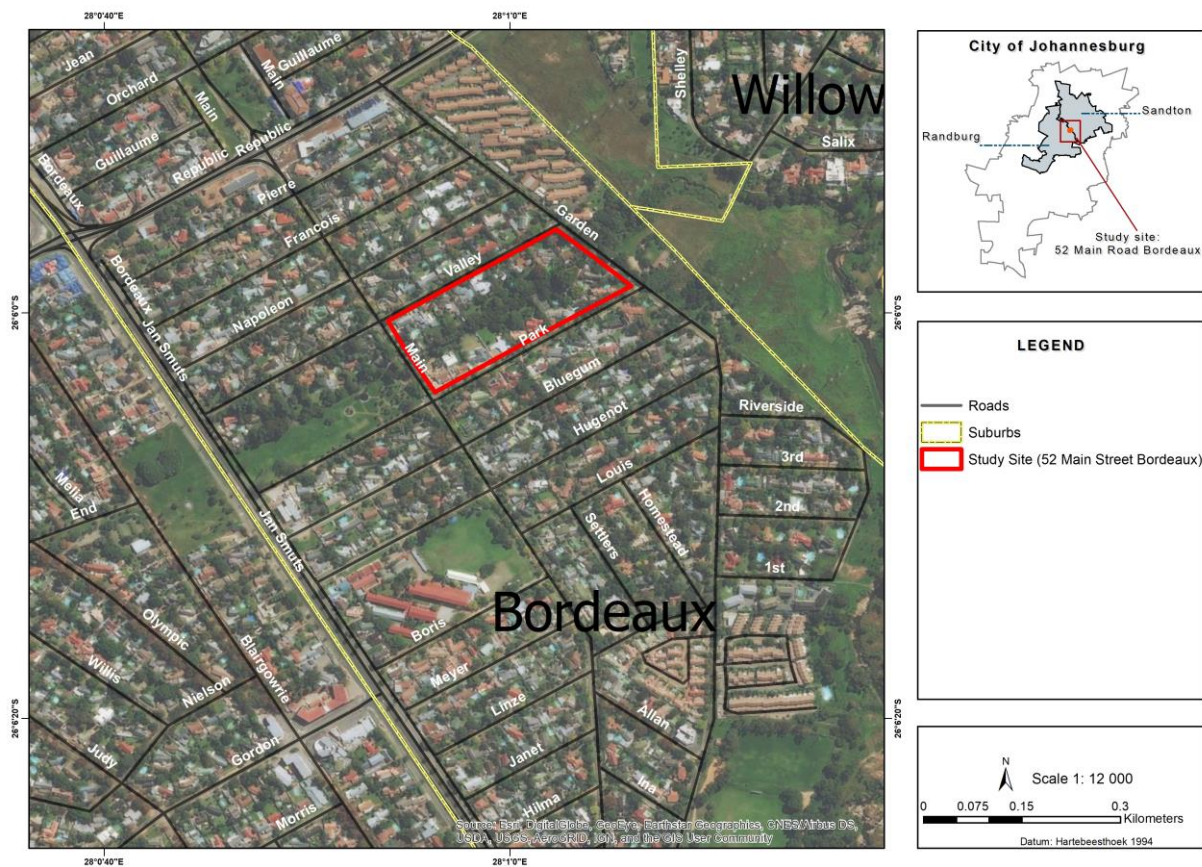 28°0'40"E
28°1'0"E
26°6'0"S
26°6'20"S
26°6'0"S
26°6'20"S
28°0'40"E
28°1'0"E
Jean
Orchard
Main
Guillaume
Main
Guillaume
Republic
Republic
Bordeaux
Pierre
Francois
Bordeaux
Napoleon
Valley
Garden
Shelley
Willow
Salix
Jan Smuts
Main
Park
Bluegum
Hugenot
Louis
Riverside
3rd
2nd
1st
Homestead
Settlers
Mella
End
Jan Smuts
Bordeaux
Boris
Meyer
Linze
Janet
Hilma
Allan
Ina
Olympic
Willis
Nielson
Blairgowrie
Judy
Gordon
Morris
Source: Esri, DigitalGlobe, GeoEye, Earthstar Geographics, CNES/Airbus DS,
USDA, USGS, AeroGRID, IGN, and the GIS User Community
City of Johannesburg
Sandton
Randburg
Study site:
52 Main Road Bordeaux
LEGEND
Roads
Suburbs
Study Site (52 Main Street Bordeaux)
N
Scale 1: 12 000
0 0.075 0.15 0.3
Kilometers
Datum: Hartebeesthoek 1994